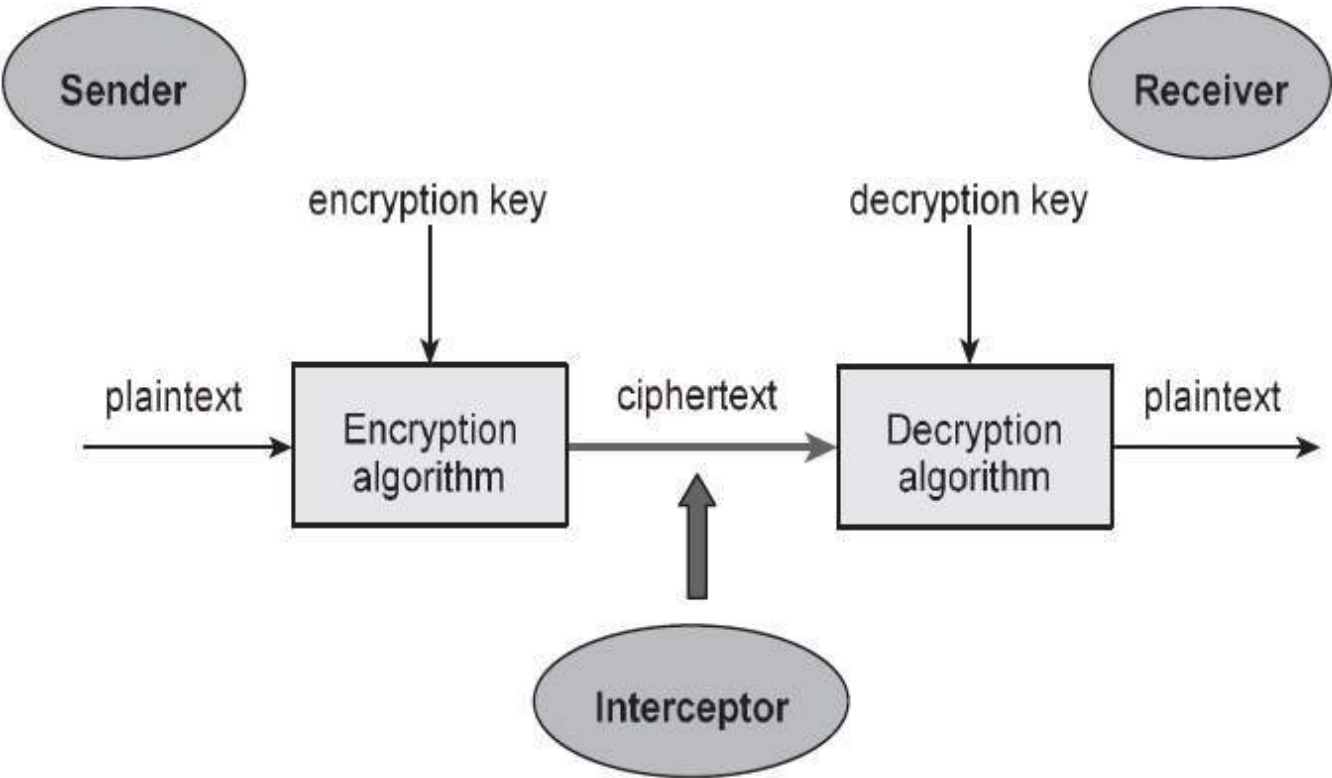 Sender
Receiver
encryption key
decryption key
plaintext
Encryption
algorithm
ciphertext
Decryption
algorithm
plaintext
Interceptor